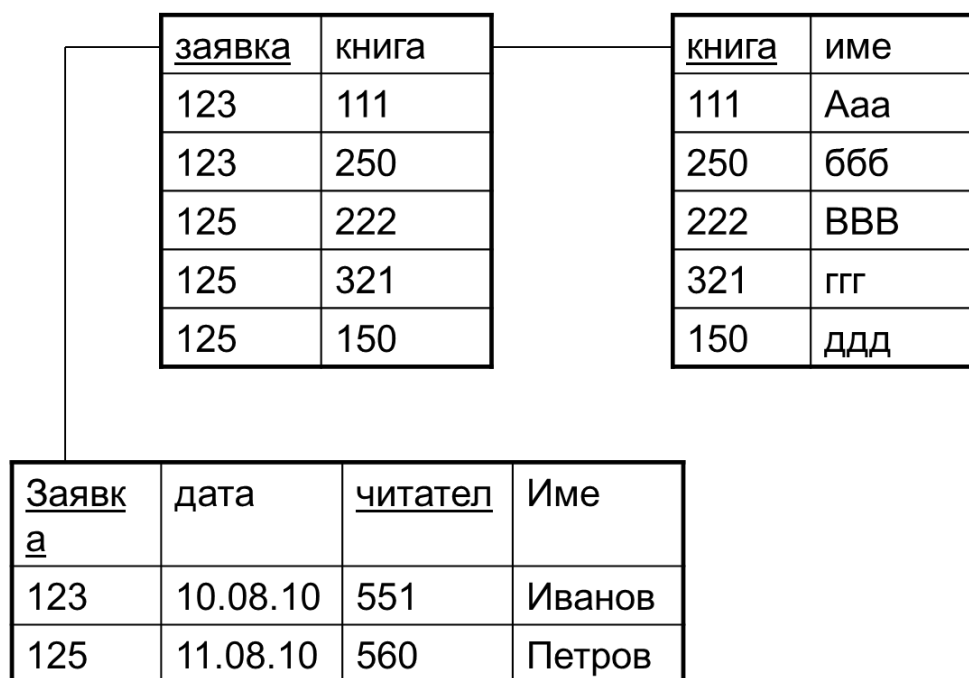 заявка книга
123 111
123 250
125 222
125 321
125 150
книга име
111 Ааа
250 ббб
222 ВВВ
321 ггг
150 ддд
Заявк дата читател Име
а
123 10.08.10 551 Иванов
125 11.08.10 560 Петров